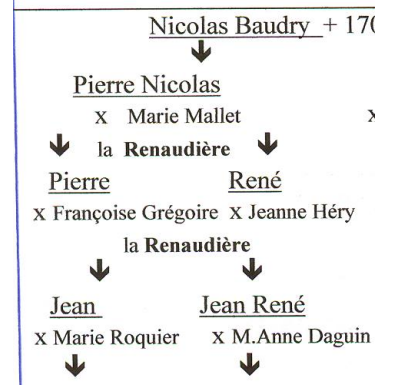 Nicolas Baudry + 170
Pierre Nicolas
x Marie Mallet x
la Renaudière
Pierre René
x Françoise Grégoire x Jeanne Héry
la Renaudière
Jean Jean René
x Marie Roquier x M.Anne Daguin